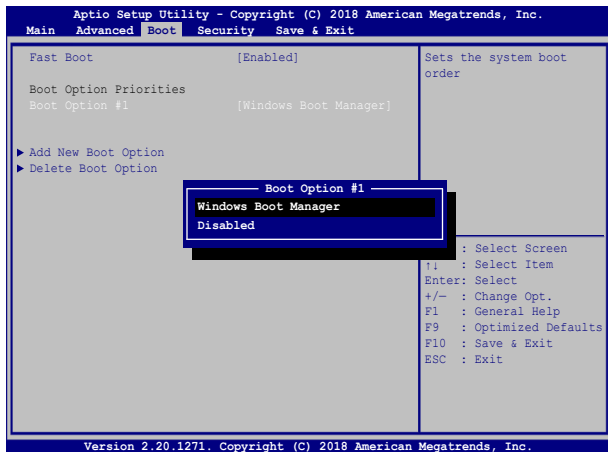 Aptio Setup Utility - Copyright (C) 2018 American Megatrends, Inc.
Main Advanced Boot Security Save & Exit
Fast Boot [Enabled]
Boot Option Priorities
Boot Option #1 [Windows Boot Manager]
▶ Add New Boot Option
▶ Delete Boot Option
Boot Option #1
Windows Boot Manager
Disabled
Sets the system boot
order
: Select Screen
↑↓ : Select Item
Enter: Select
+/— : Change Opt.
F1 : General Help
F9 : Optimized Defaults
F10 : Save & Exit
ESC : Exit
Version 2.20.1271. Copyright (C) 2018 American Megatrends, Inc.